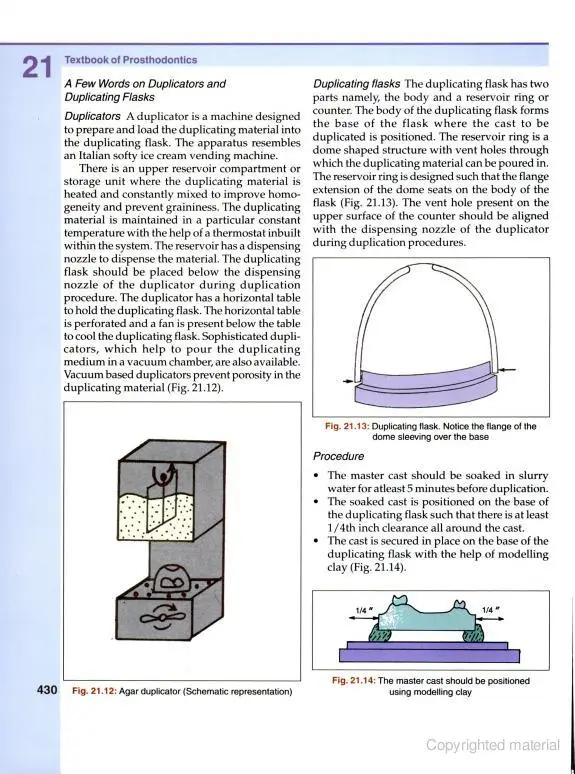 21
Textbook of Prosthodontics
A Few Words on Duplicators and
Duplicating Flasks
Duplicators A duplicator is a machine designed
to prepare and load the duplicating material into
the duplicating flask. The apparatus resembles
an Italian softy ice cream vending machine.
There is an upper reservoir compartment or
storage unit where the duplicating material is
heated and constantly mixed to improve homo-
geneity and prevent graininess. The duplicating
material is maintained in a particular constant
temperature with the help of a thermostat inbuilt
within the system. The reservoir has a dispensing
nozzle to dispense the material. The duplicating
flask should be placed below the dispensing
nozzle of the duplicator during duplication
procedure. The duplicator has a horizontal table
to hold the duplicating flask. The horizontal table
is perforated and a fan is present below the table
to cool the duplicating flask. Sophisticated dupli-
cators, which help to pour the duplicating
medium in a vacuum chamber, are also available.
Vacuum based duplicators prevent porosity in the
duplicating material (Fig. 21.12).
Fig. 21.12: Agar duplicator (Schematic representation)
Duplicating flasks The duplicating flask has two
parts namely, the body and a reservoir ring or
counter. The body of the duplicating flask forms
the base of the flask where the cast to be
duplicated is positioned. The reservoir ring is a
dome shaped structure with vent holes through
which the duplicating material can be poured in.
The reservoir ring is designed such that the flange
extension of the dome seats on the body of the
flask (Fig. 21.13). The vent hole present on the
upper surface of the counter should be aligned
with the dispensing nozzle of the duplicator
during duplication procedures.
Fig. 21.13: Duplicating flask. Notice the flange of the
dome sleeving over the base
Procedure
• The master cast should be soaked in slurry
water for atleast 5 minutes before duplication.
• The soaked cast is positioned on the base of
the duplicating flask such that there is at least
1/4th inch clearance all around the cast.
• The cast is secured in place on the base of the
duplicating flask with the help of modelling
clay (Fig. 21.14).
1/4 " 1/4 "
Fig. 21.14: The master cast should be positioned
using modelling clay
430
Copyrighted material